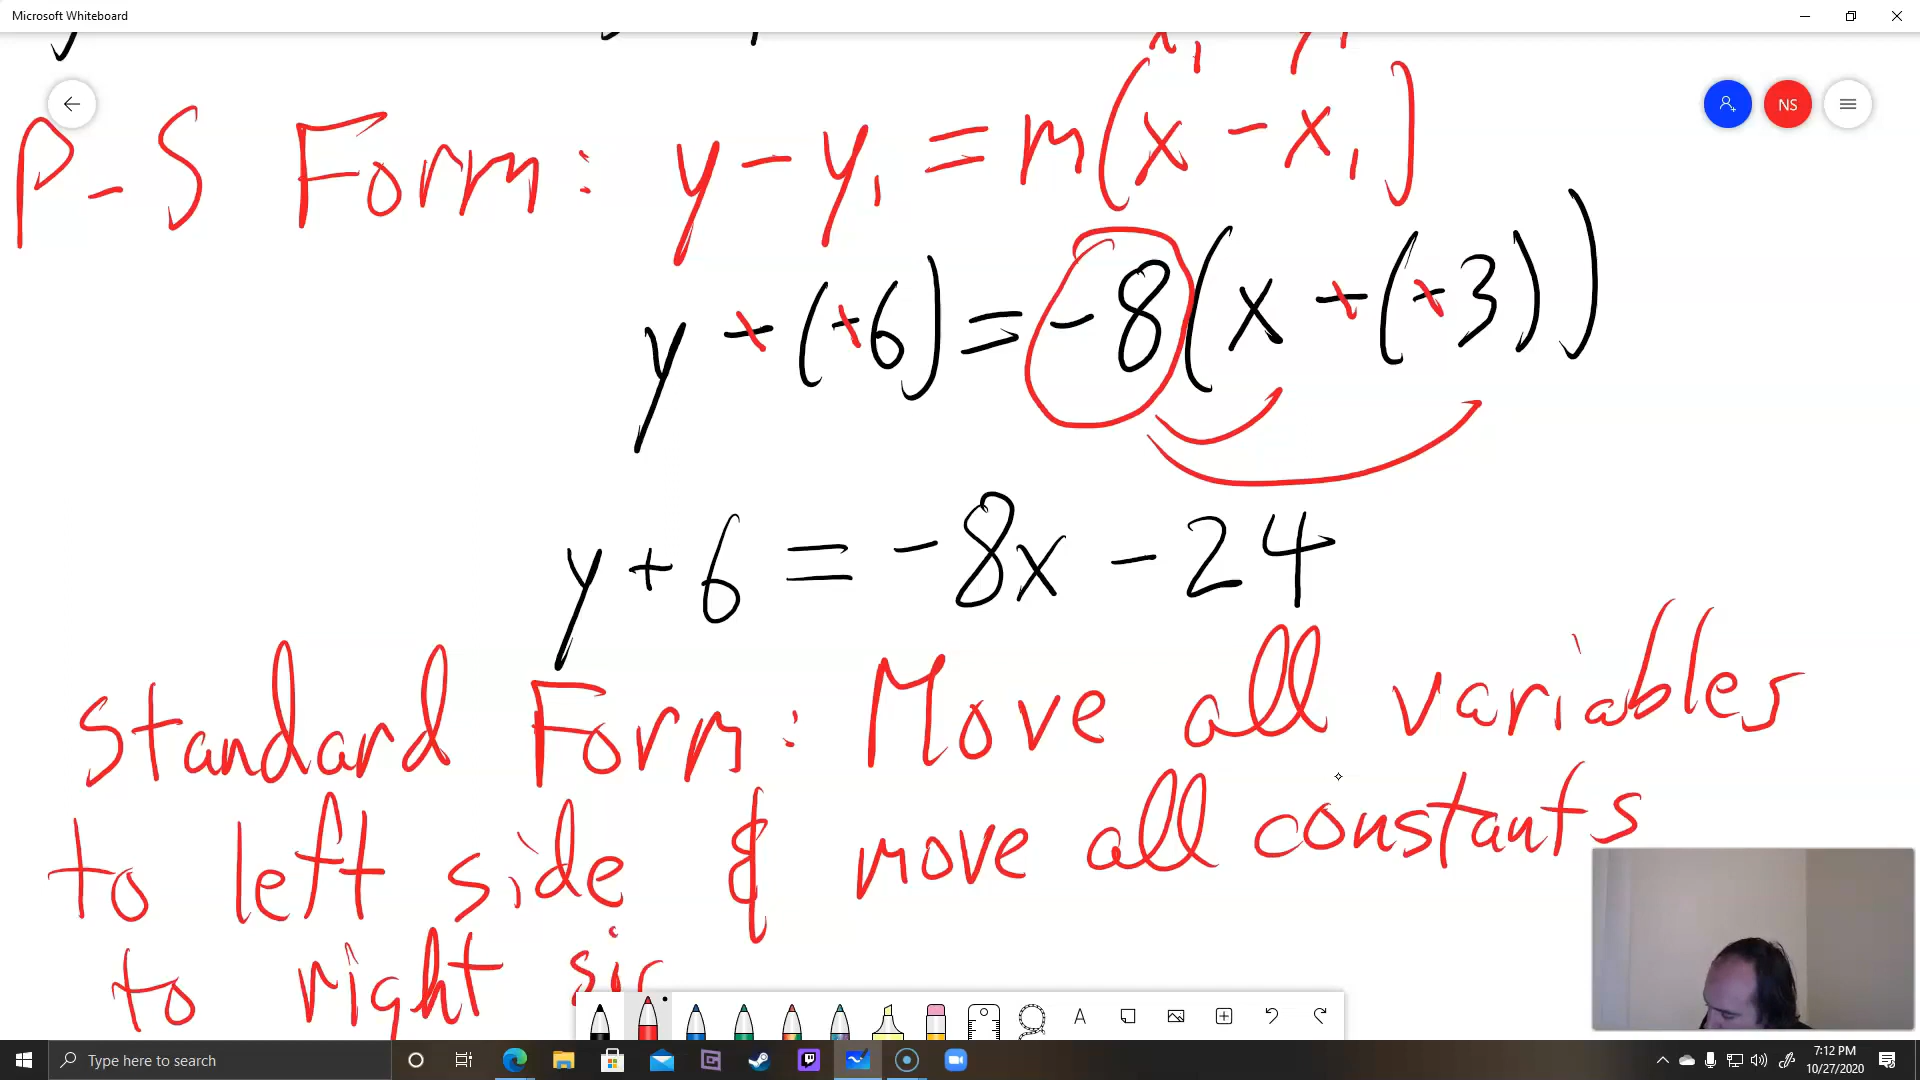 Microsoft Whiteboard
NS
P-S Form: y - y₁ = m(x - x₁)
y + (+6) = -8(x + (+3))
y + 6 = -8x - 24
Standard Form: Move all variables
to left side & move all constants
to right
A
Type here to search
7:12 PM
10/27/2020